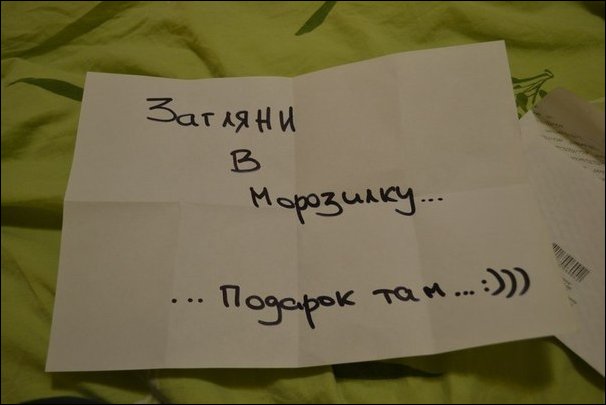 Загляни
в
морозилку...
... Подарок там...:)))